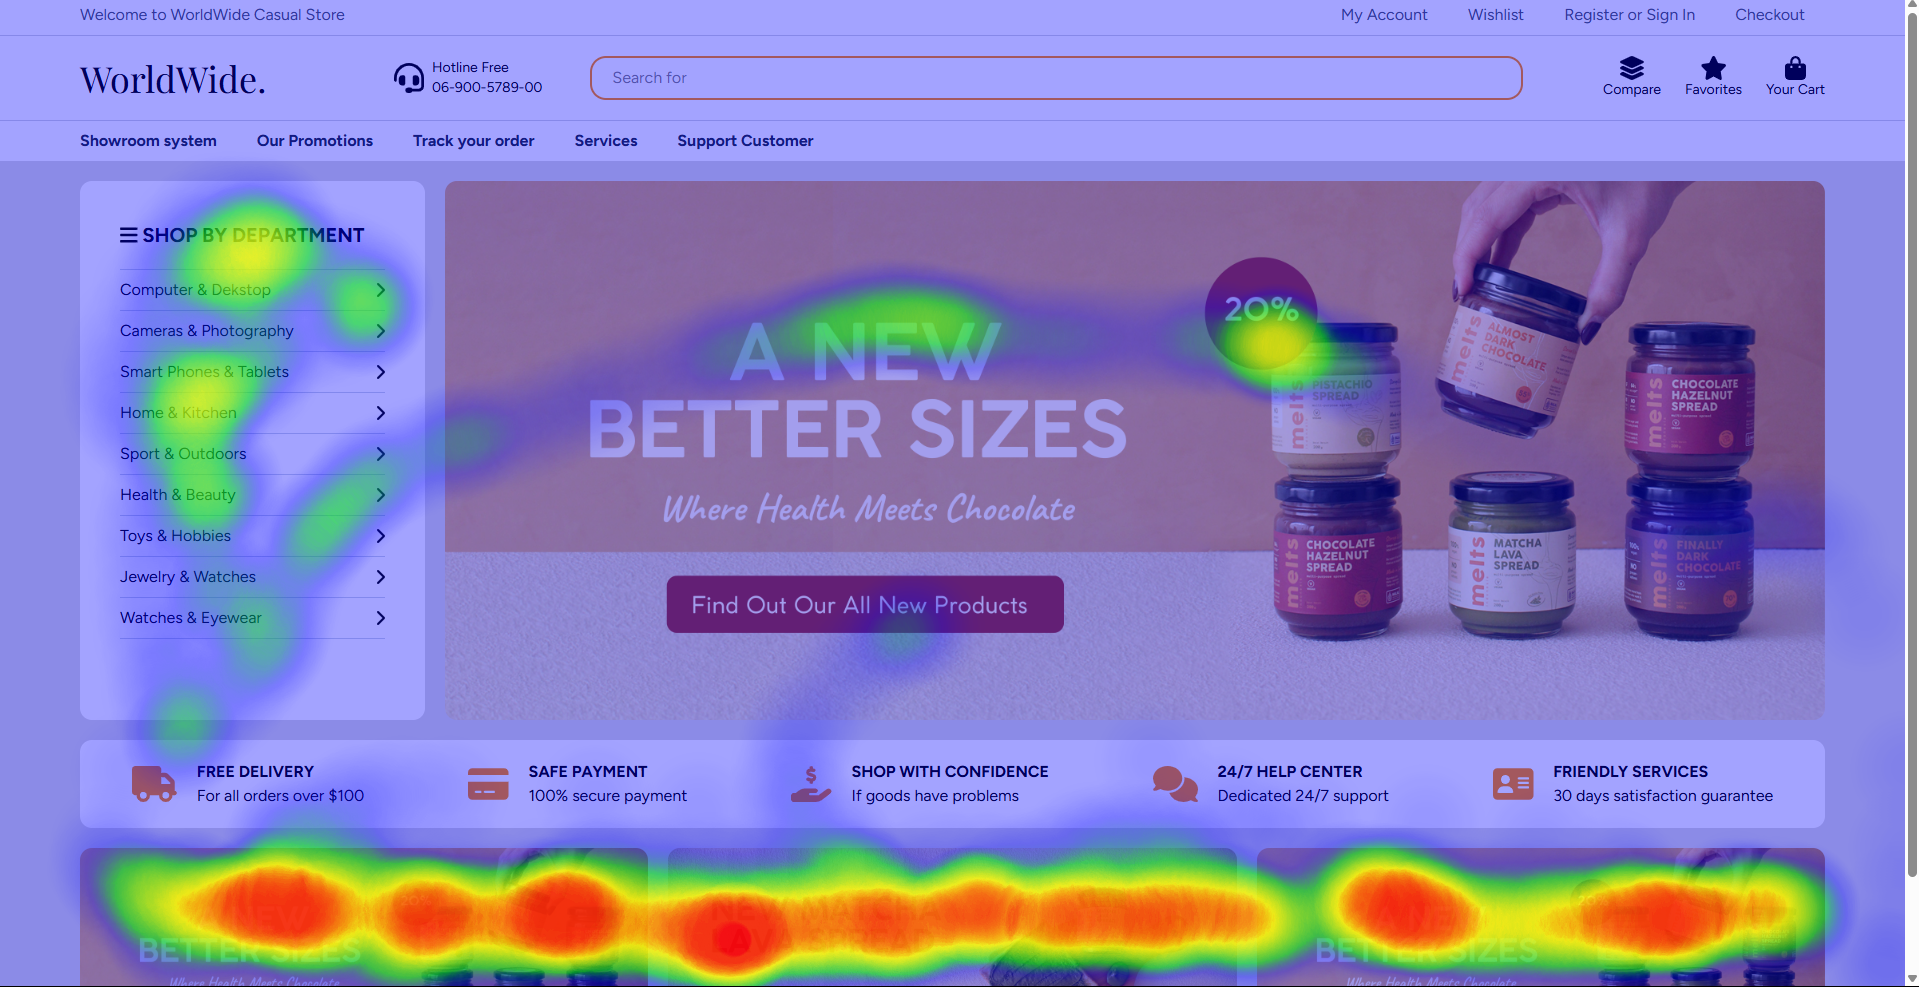 Welcome to WorldWide Casual Store
My Account
Wishlist
Register or Sign In
Checkout
WorldWide.
Hotline Free
06-900-5789-00
Search for
Compare
Favorites
Your Cart
Showroom system
Our Promotions
Track your order
Services
Support Customer
SHOP BY DEPARTMENT
Computer & Dekstop
Cameras & Photography
Smart Phones & Tablets
Home & Kitchen
Sport & Outdoors
Health & Beauty
Toys & Hobbies
Jewelry & Watches
Watches & Eyewear
A NEW
BETTER SIZES
Where Health Meets Chocolate
Find Out Our All New Products
20%
melts
PISTACHIO
SPREAD
melts
ALMOST
DARK
CHOCOLATE
melts
CHOCOLATE
HAZELNUT
SPREAD
melts
CHOCOLATE
HAZELNUT
SPREAD
melts
MATCHA
LAVA
SPREAD
melts
FINALLY
DARK
CHOCOLATE
FREE DELIVERY
For all orders over $100
SAFE PAYMENT
100% secure payment
SHOP WITH CONFIDENCE
If goods have problems
24/7 HELP CENTER
Dedicated 24/7 support
FRIENDLY SERVICES
30 days satisfaction guarantee
A NEW
BETTER SIZES
Where Health Meets Chocolate
20%
NEW MATCHA
LAVA SPREAD
A NEW
BETTER SIZES
Where Health Meets Chocolate